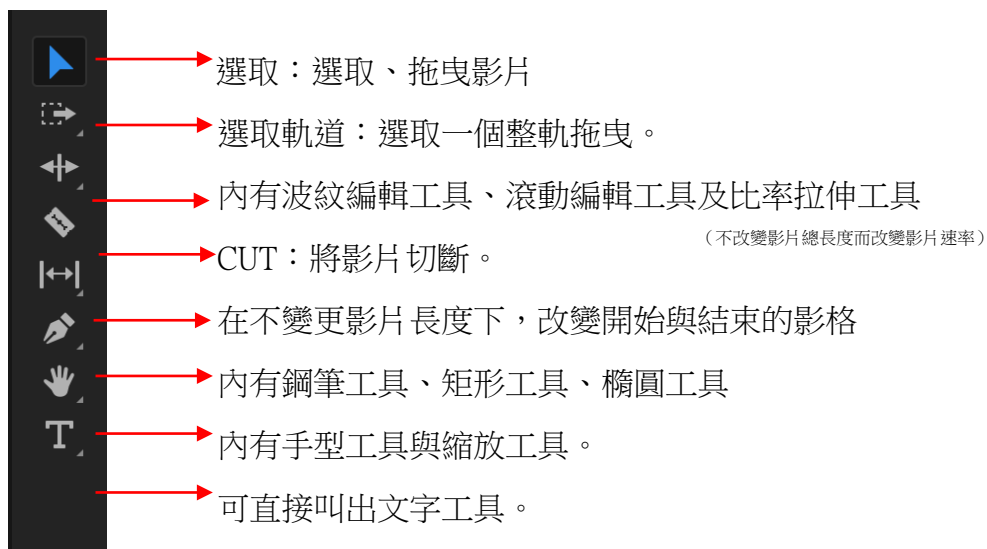 選取：選取、拖曳影片
選取軌道：選取一個整軌拖曳。
內有波紋編輯工具、滾動編輯工具及比率拉伸工具
（不改變影片總長度而改變影片速率）
CUT：將影片切斷。
在不變更影片長度下，改變開始與結束的影格
內有鋼筆工具、矩形工具、橢圓工具
T
內有手型工具與縮放工具。
可直接叫出文字工具。